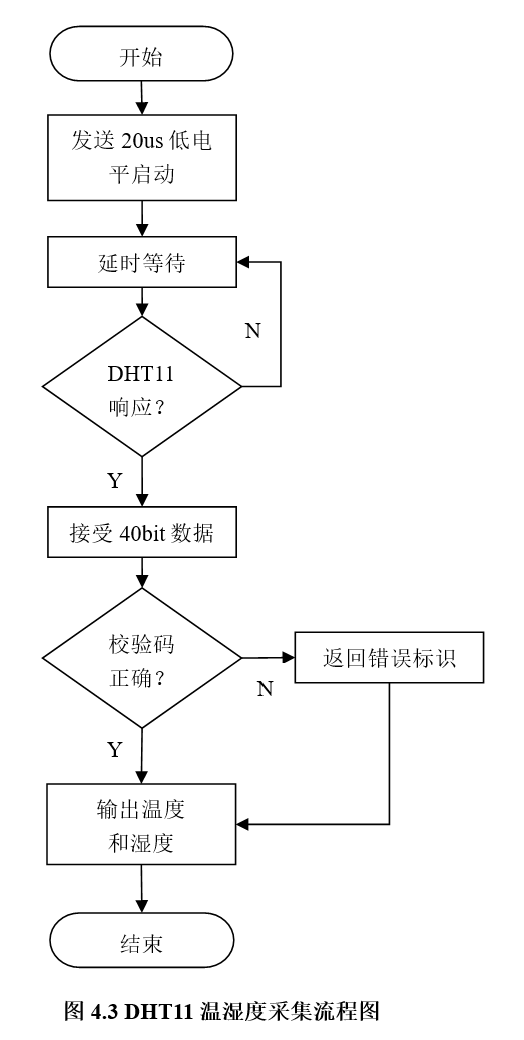 开始
发送 20us 低电
平启动
延时等待
N
DHT11
响应？
Y
接受 40bit 数据
校验码
正确？
返回错误标识
N
Y
输出温度
和湿度
结束
图 4.3 DHT11 温湿度采集流程图